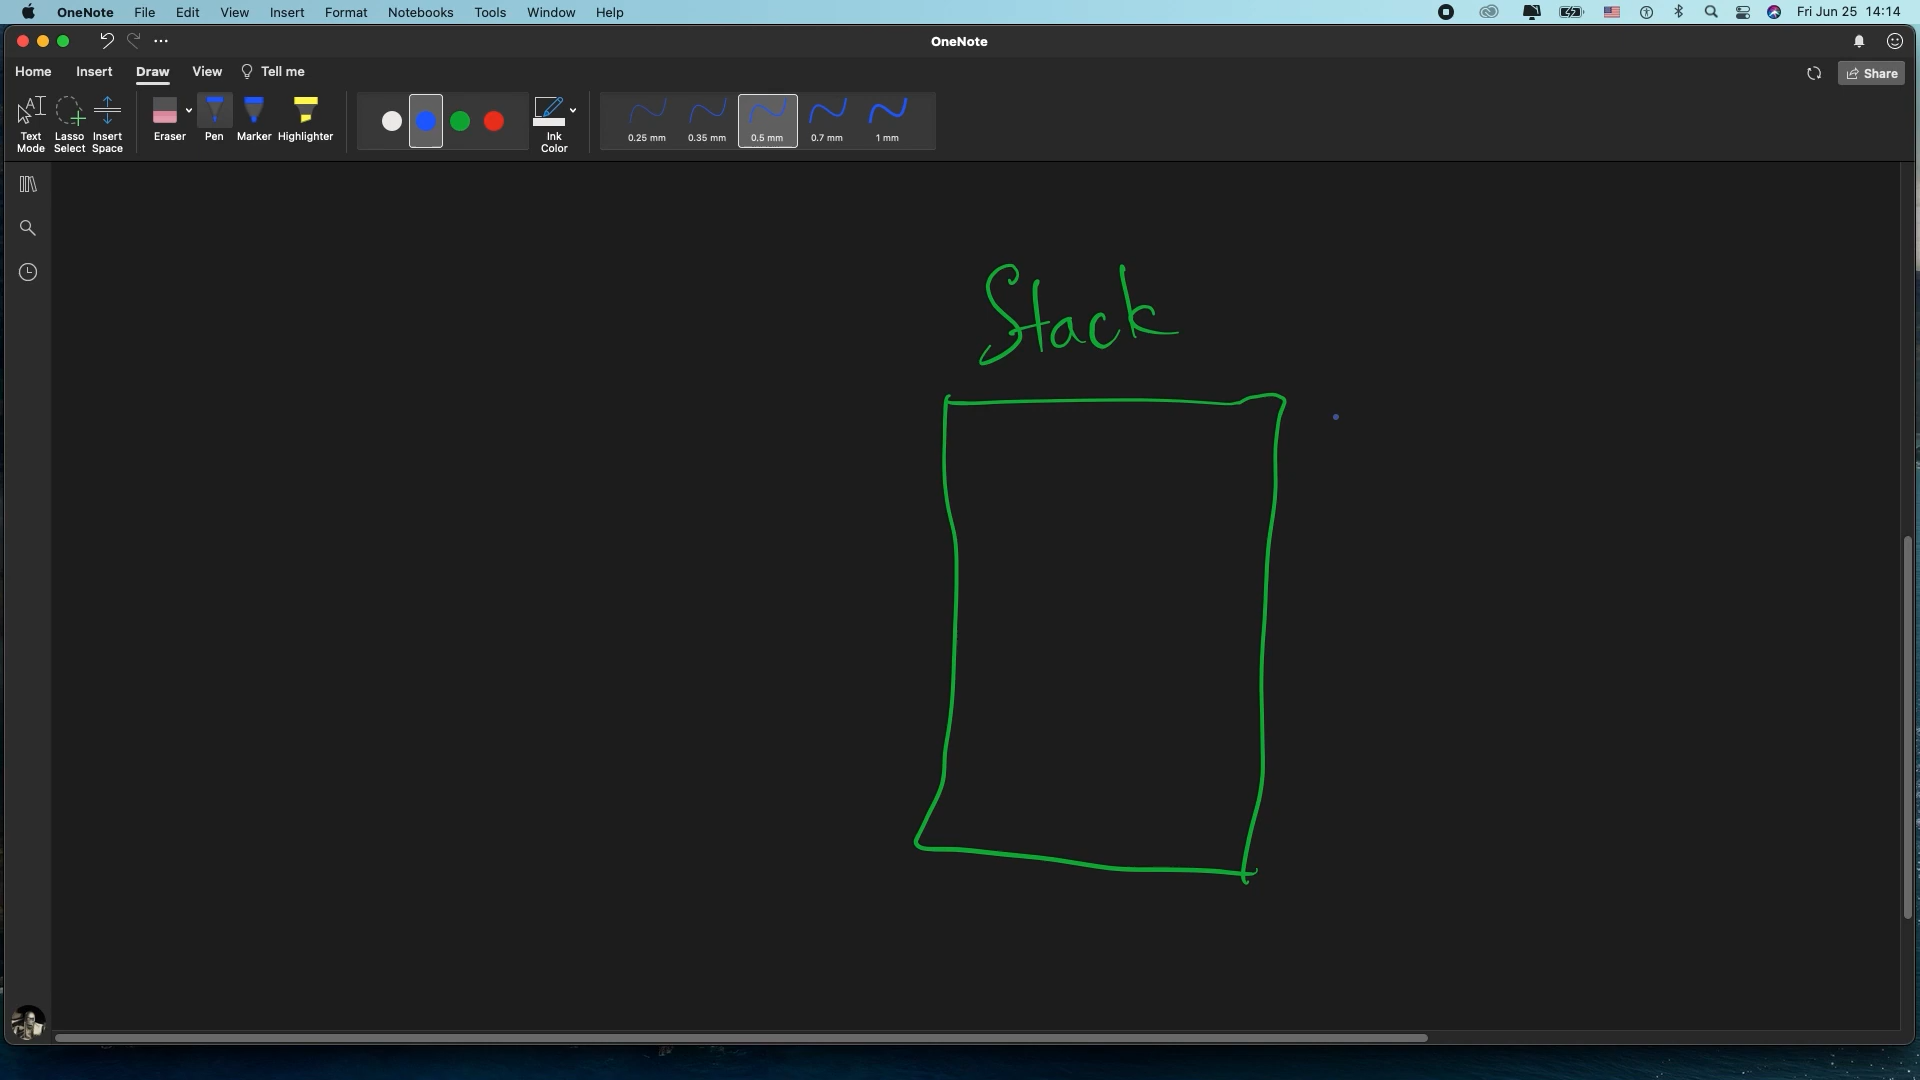 OneNote File Edit View Insert Format Notebooks Tools Window Help Fri Jun 25 14:14
OneNote
Home Insert Draw View Tell me Share
Text Mode Lasso Select Insert Space Eraser Pen Marker Highlighter Ink Color 0.25 mm 0.35 mm 0.5 mm 0.7 mm 1 mm
Stack